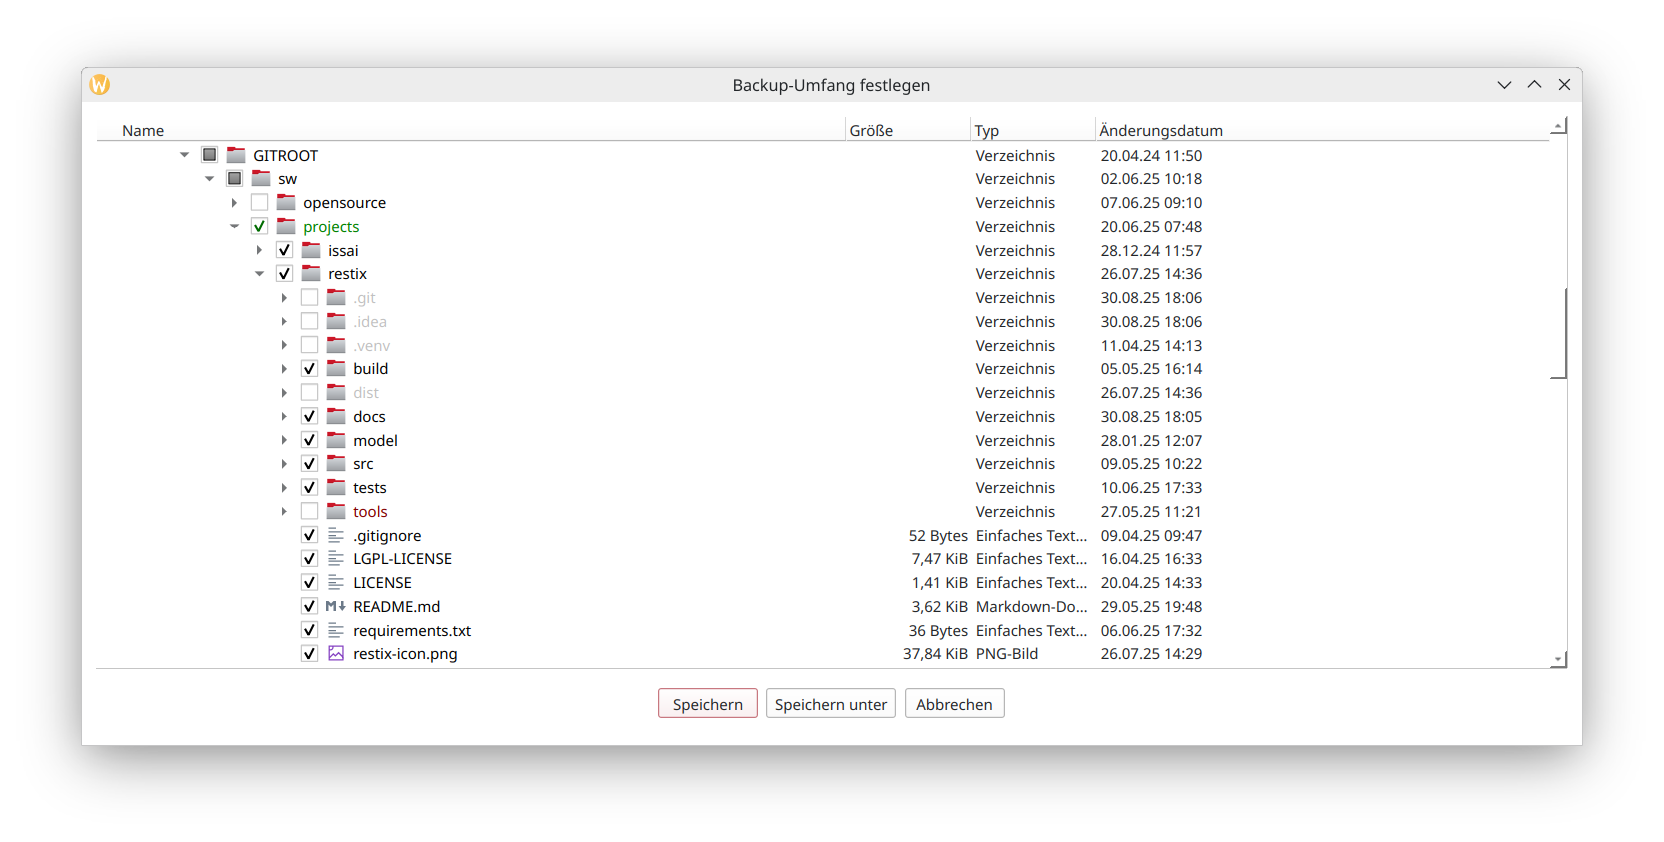 Backup-Umfang festlegen
Name Größe Typ Änderungsdatum
GITROOT Verzeichnis 20.04.24 11:50
sw Verzeichnis 02.06.25 10:18
opensource Verzeichnis 07.06.25 09:10
projects Verzeichnis 20.06.25 07:48
issai Verzeichnis 28.12.24 11:57
restix Verzeichnis 26.07.25 14:36
.git Verzeichnis 30.08.25 18:06
.idea Verzeichnis 30.08.25 18:06
.venv Verzeichnis 11.04.25 14:13
build Verzeichnis 05.05.25 16:14
dist Verzeichnis 26.07.25 14:36
docs Verzeichnis 30.08.25 18:05
model Verzeichnis 28.01.25 12:07
src Verzeichnis 09.05.25 10:22
tests Verzeichnis 10.06.25 17:33
tools Verzeichnis 27.05.25 11:21
.gitignore 52 Bytes Einfaches Text... 09.04.25 09:47
LGPL-LICENSE 7,47 KiB Einfaches Text... 16.04.25 16:33
LICENSE 1,41 KiB Einfaches Text... 20.04.25 14:33
README.md 3,62 KiB Markdown-Do... 29.05.25 19:48
requirements.txt 36 Bytes Einfaches Text... 06.06.25 17:32
restix-icon.png 37,84 KiB PNG-Bild 26.07.25 14:29
Speichern Speichern unter Abbrechen